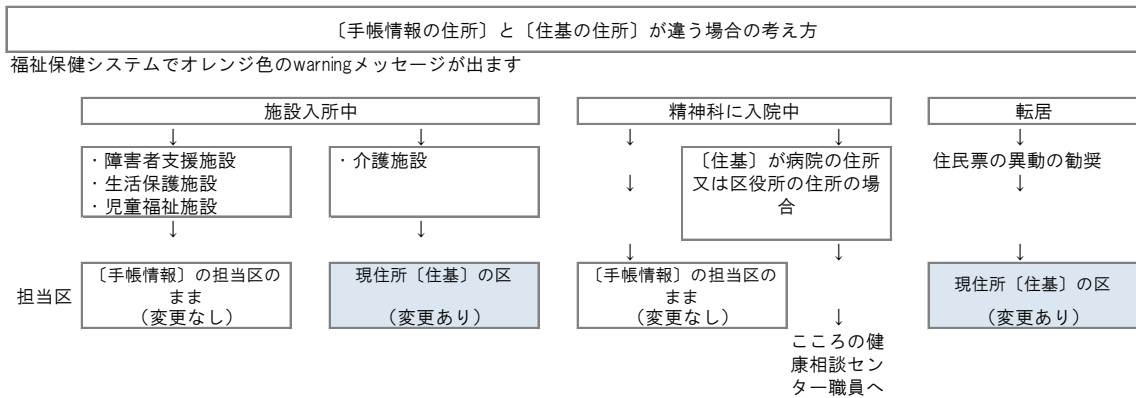 〔手帳情報の住所〕と〔住基の住所〕が違う場合の考え方
福祉保健システムでオレンジ色のwarningメッセージが出ます
施設入所中
精神科に入院中
転居
↓
↓
↓
↓
↓
・障害者支援施設
・生活保護施設
・児童福祉施設
・介護施設
↓
〔住基〕が病院の住所
又は区役所の住所の場
合
住民票の異動の勧奨
↓
↓
↓
↓
↓
↓
↓
担当区
〔手帳情報〕の担当区の
まま
（変更なし）
現住所〔住基〕の区
（変更あり）
〔手帳情報〕の担当区の
まま
（変更なし）
↓
こころの健
康相談セン
ター職員へ
現住所〔住基〕の区
（変更あり）